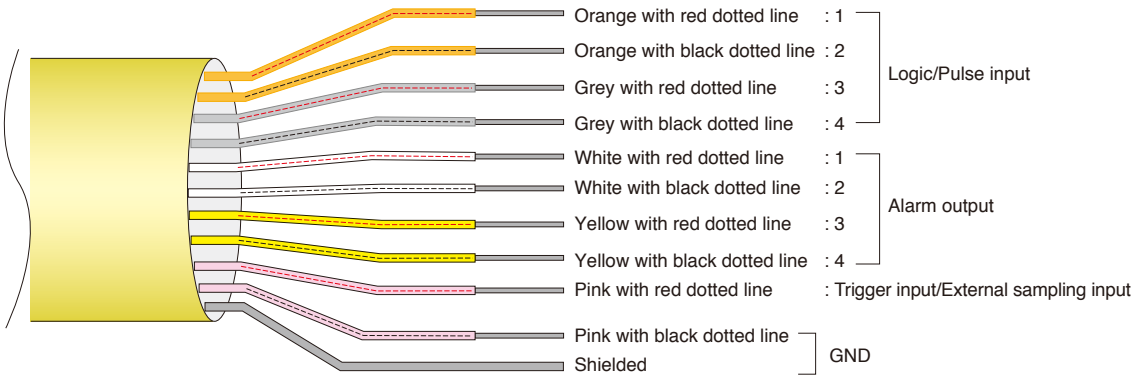 Orange with red dotted line : 1
Orange with black dotted line : 2
Logic/Pulse input
Grey with red dotted line : 3
Grey with black dotted line : 4
White with red dotted line : 1
White with black dotted line : 2
Alarm output
Yellow with red dotted line : 3
Yellow with black dotted line : 4
Pink with red dotted line : Trigger input/External sampling input
Pink with black dotted line
GND
Shielded